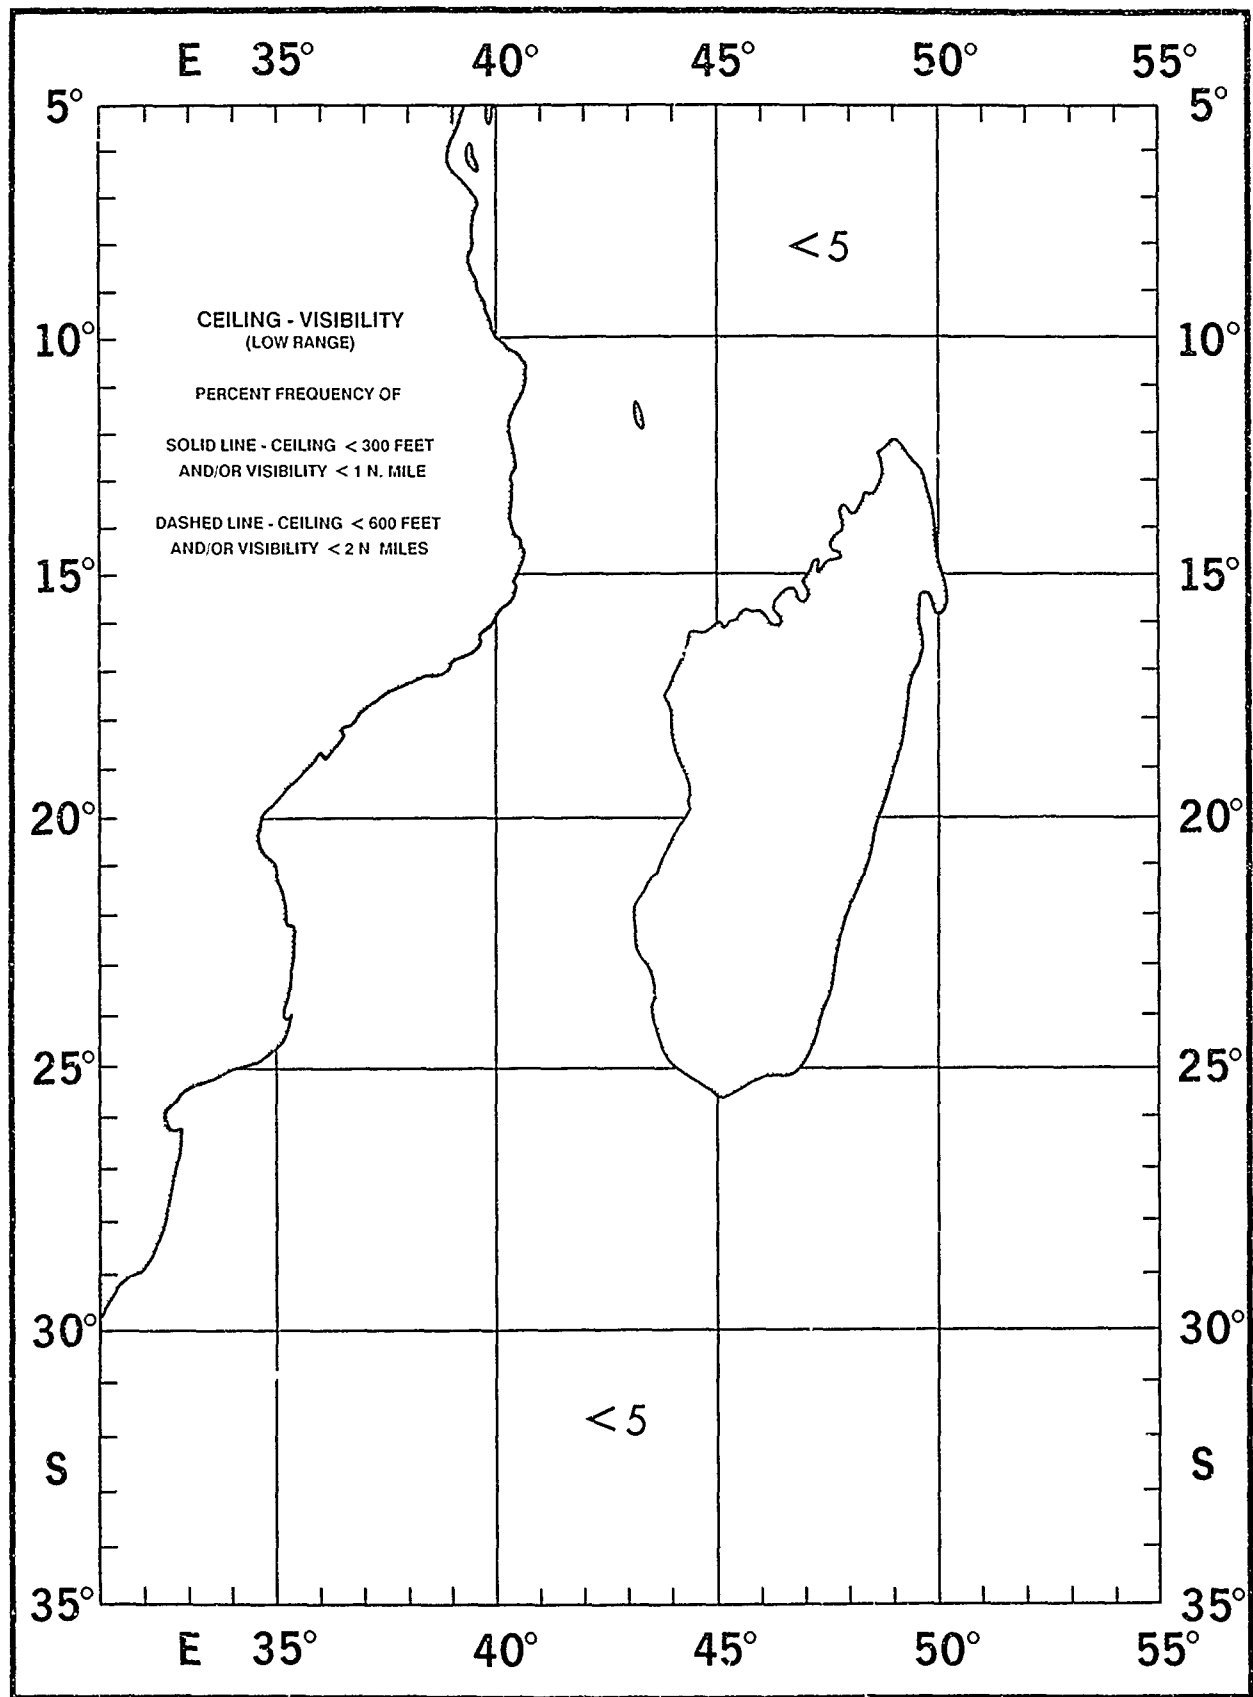 E 35° 40° 45° 50° 55°
5° 5°
<5
CEILING - VISIBILITY
(LOW RANGE)
10° 10°
PERCENT FREQUENCY OF
SOLID LINE - CEILING < 300 FEET
AND/OR VISIBILITY < 1 N. MILE
DASHED LINE - CEILING < 600 FEET
AND/OR VISIBILITY < 2 N MILES
15° 15°
20° 20°
25° 25°
30° 30°
<5
S S
35° 35°
E 35° 40° 45° 50° 55°